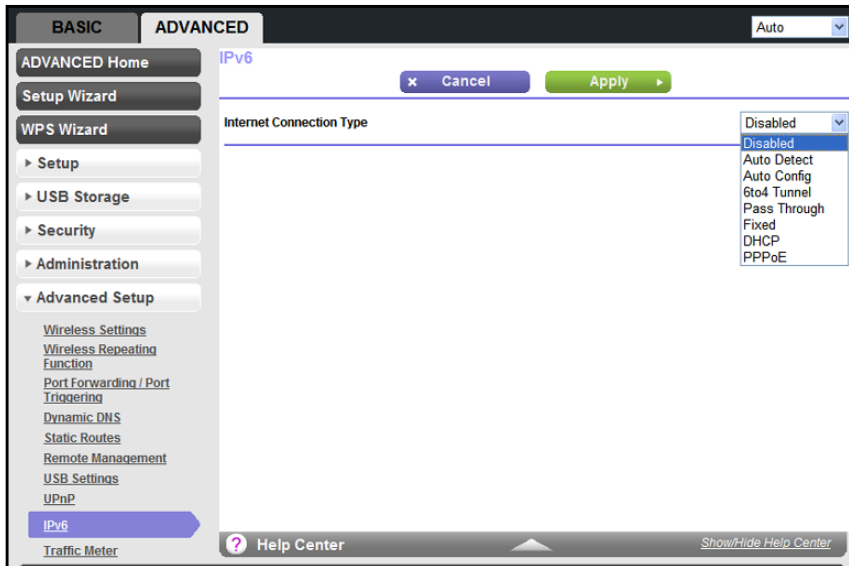 BASIC
ADVANCED
Auto
ADVANCED Home
Setup Wizard
WPS Wizard
Setup
USB Storage
Security
Administration
Advanced Setup
Wireless Settings
Wireless Repeating
Function
Port Forwarding / Port
Triggering
Dynamic DNS
Static Routes
Remote Management
USB Settings
UPnP
IPv6
Traffic Meter
IPv6
× Cancel
Apply
Internet Connection Type
Disabled
Disabled
Auto Detect
Auto Config
6to4 Tunnel
Pass Through
Fixed
DHCP
PPPoE
? Help Center
Show/Hide Help Center